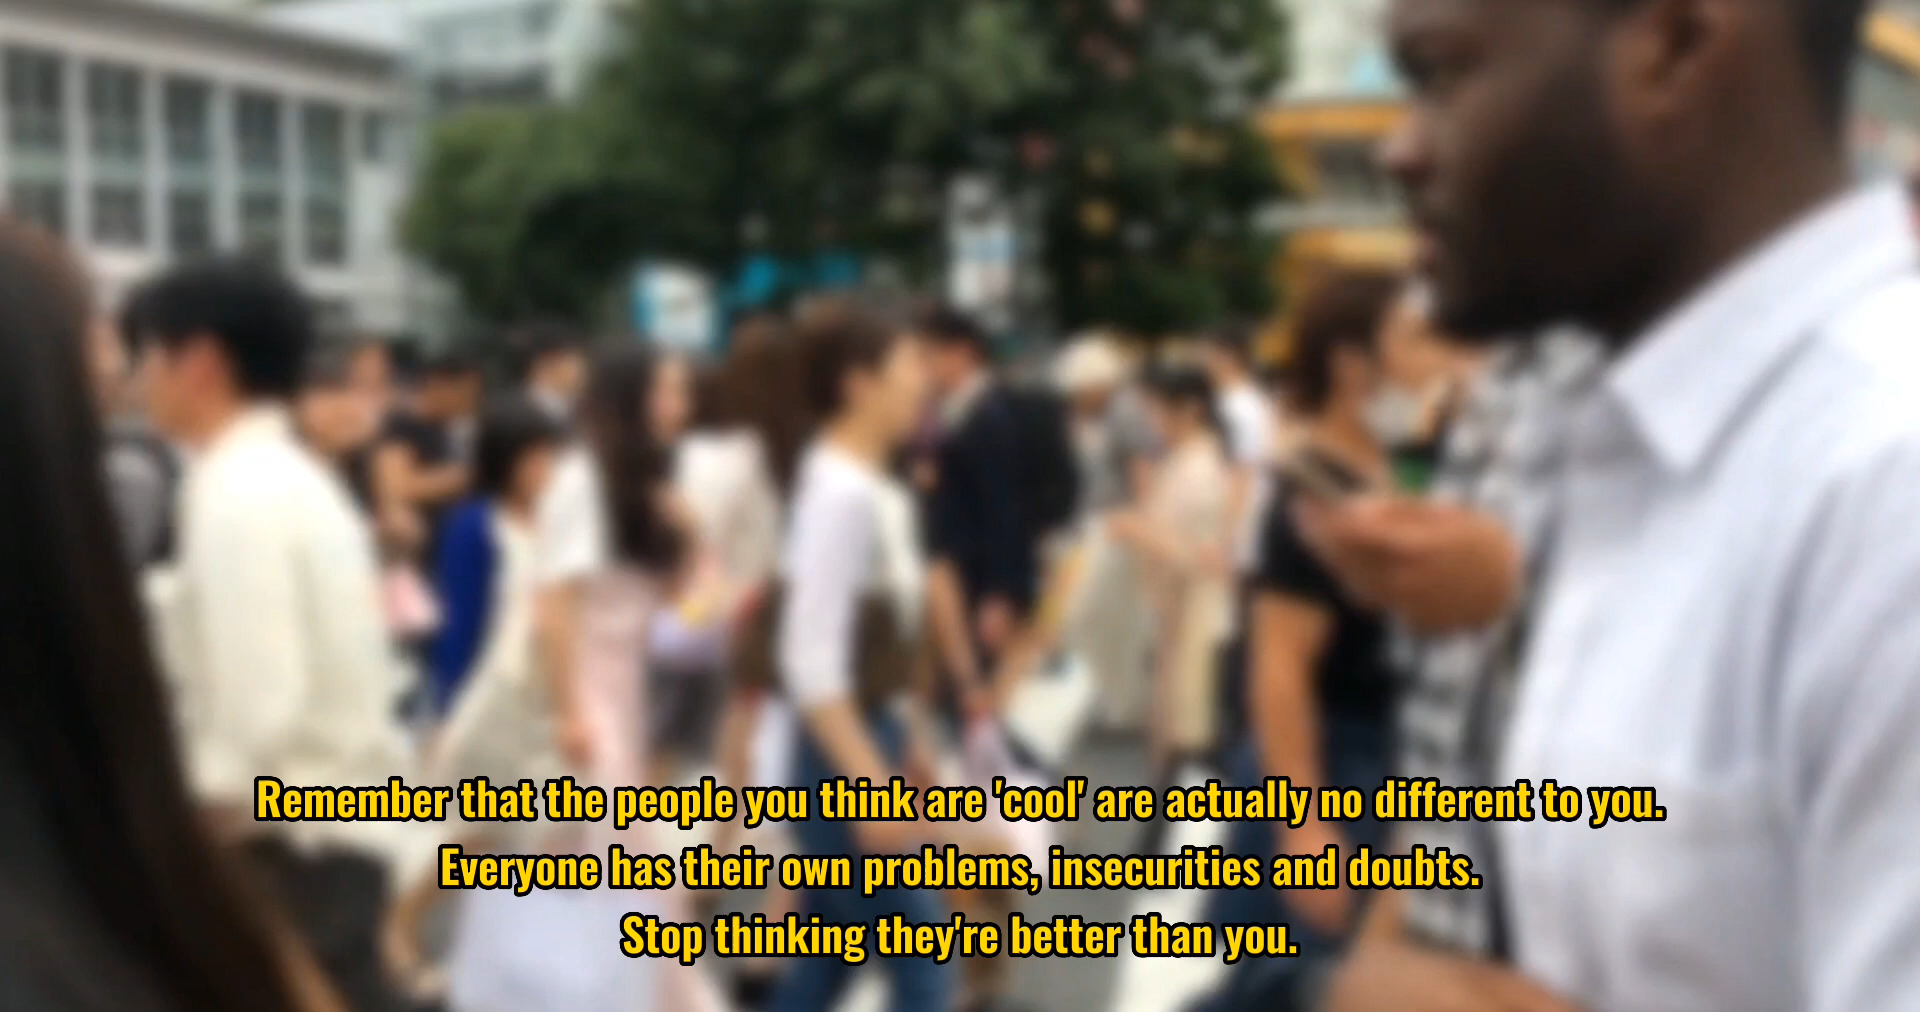 Remember that the people you think are 'cool' are actually no different to you.
Everyone has their own problems, insecurities and doubts.
Stop thinking they're better than you.